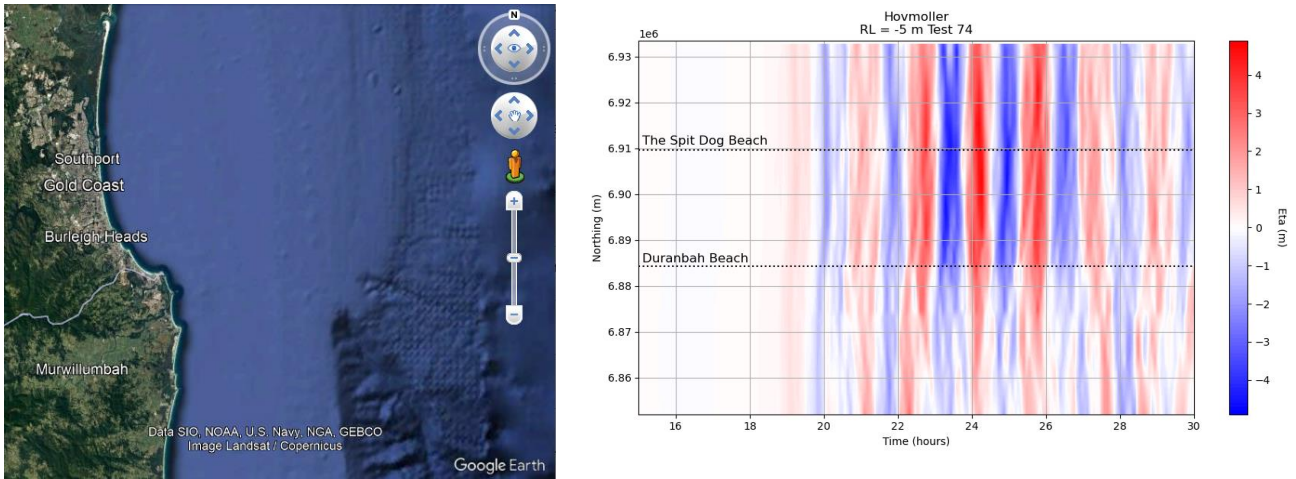 N
Southport
Gold Coast
Burleigh Heads
Murwillumbah
Data SIO, NOAA, U.S. Navy, NGA, GEBCO
Image Landsat / Copernicus
Google Earth
Hovmoller
RL = -5 m Test 74
1e6
6.93
6.92
The Spit Dog Beach
6.91
6.90
6.89
Duranbah Beach
6.88
6.87
6.86
Northing (m)
16 18 20 22 24 26 28 30
Time (hours)
4
3
2
1
0
−1
−2
−3
−4
Eta (m)